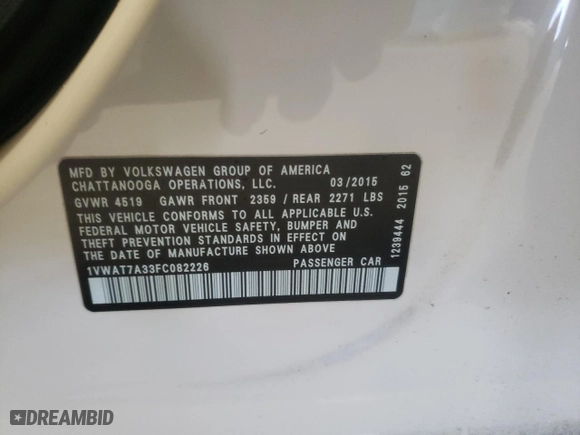 MFD BY VOLKSWAGEN GROUP OF AMERICA
CHATTANOOGA OPERATIONS, LLC. 03/2015
GVWR 4519 GAWR FRONT 2359 / REAR 2271 LBS
THIS VEHICLE CONFORMS TO ALL APPLICABLE U.S.
FEDERAL MOTOR VEHICLE SAFETY, BUMPER AND
THEFT PREVENTION STANDARDS IN EFFECT ON
THE DATE OF MANUFACTURE SHOWN ABOVE
1VWAT7A33FC082226 PASSENGER CAR
1239444 2015 62
DREAMBID